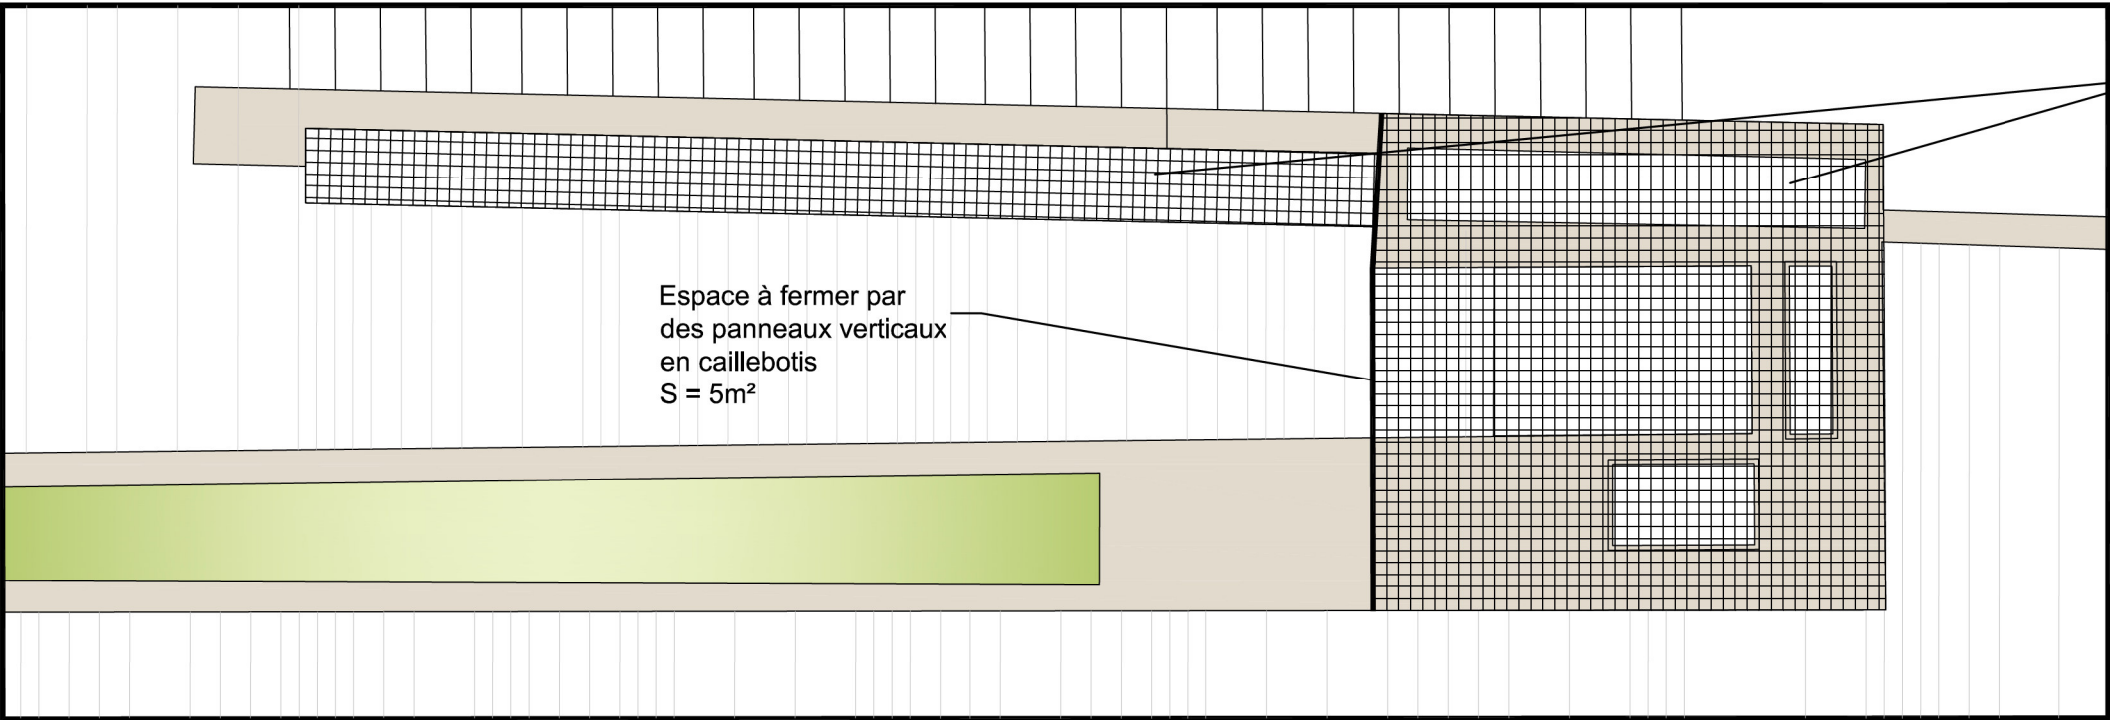 Espace à fermer par
des panneaux verticaux
en caillebotis
S = 5m²